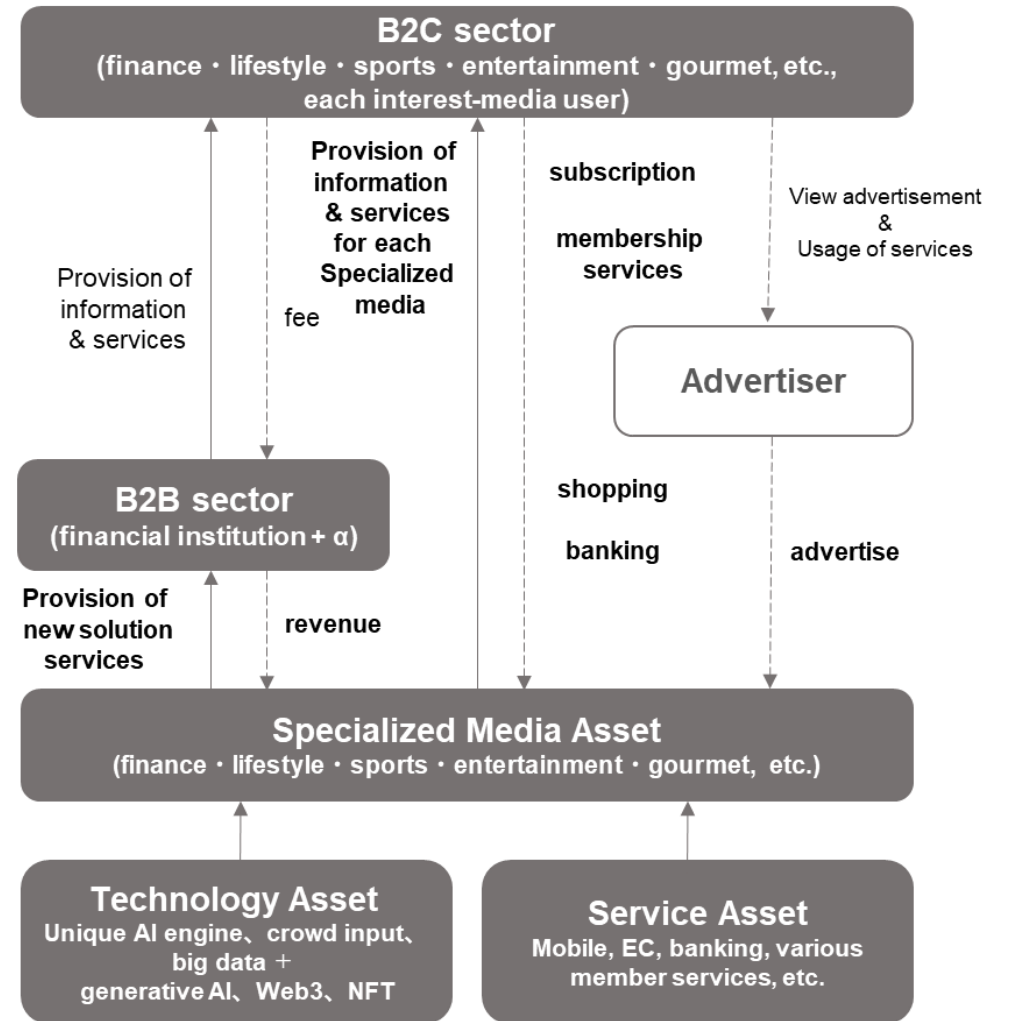 B2C sector
(finance・lifestyle・sports・entertainment・gourmet, etc.,
each interest-media user)
Provision of
information
& services
fee
Provision of
information
& services
for each
Specialized
media
subscription
membership
services
View advertisement
&
Usage of services
Advertiser
shopping
banking
advertise
B2B sector
(financial institution + α)
Provision of
new solution
services
revenue
Specialized Media Asset
(finance・lifestyle・sports・entertainment・gourmet, etc.)
Technology Asset
Unique AI engine、crowd input、
big data ＋
generative AI、Web3、NFT
Service Asset
Mobile, EC, banking, various
member services, etc.